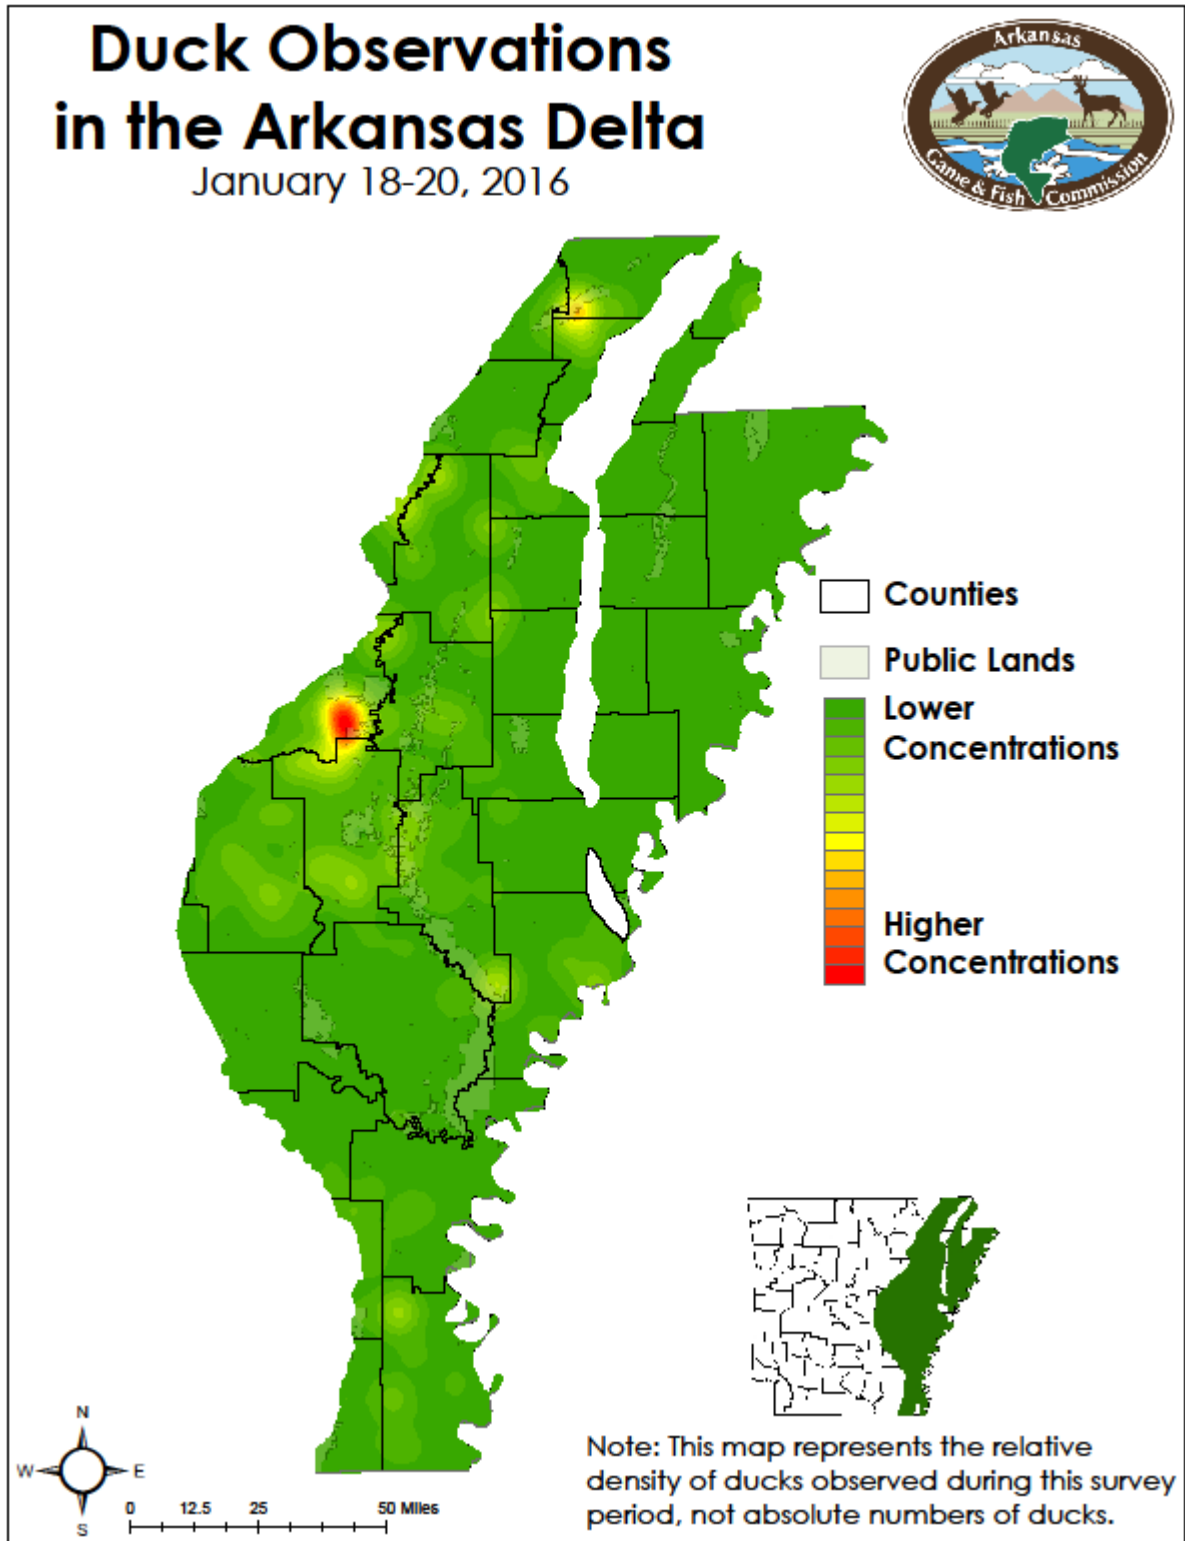 Duck Observations
in the Arkansas Delta
January 18-20, 2016
Arkansas
Game & Fish Commission
Counties
Public Lands
Lower
Concentrations
Higher
Concentrations
N
W E
S
0 12.5 25 50 Miles
Note: This map represents the relative
density of ducks observed during this survey
period, not absolute numbers of ducks.